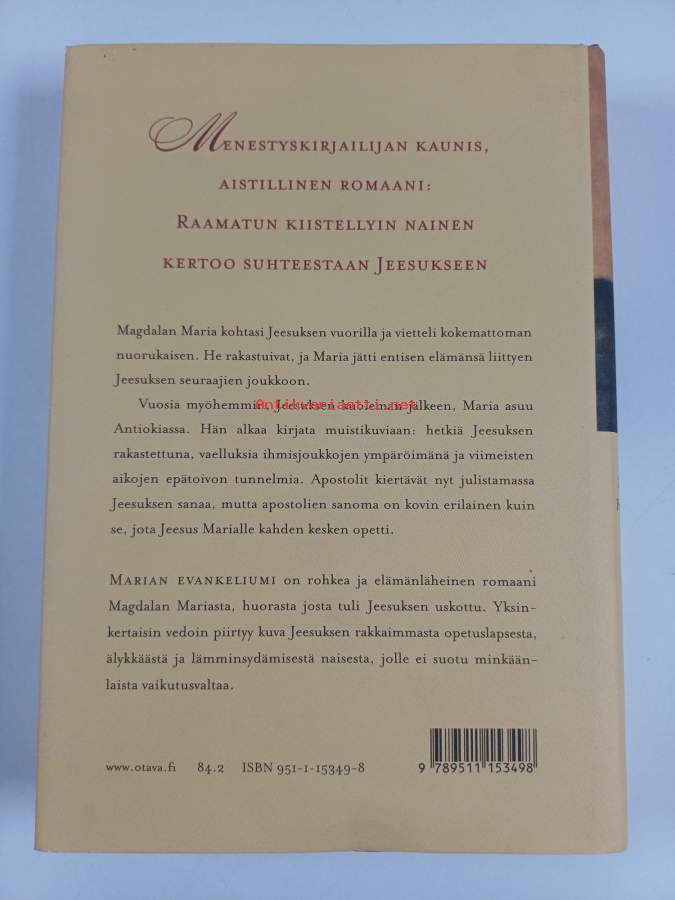 MENESTYSKIRJAILIJAN KAUNIS,
AISTILLINEN ROMAANI:
RAAMATUN KIISTELLYIN NAINEN
KERTOO SUHTEESTAAN JEESUKSEEN
Magdalan Maria kohtasi Jeesuksen vuorilla ja vietteli kokemattoman
nuorukaisen. He rakastuivat, ja Maria jätti entisen elämänsä liittyen
Jeesuksen seuraajien joukkoon.
Vuosia myöhemmin, Jeesuksen kuoleman jälkeen, Maria asuu
Antikvariaatti.net
Antiokiassa. Hän alkaa kirjata muistikuviaan: hetkiä Jeesuksen
rakastettuna, vaelluksia ihmisjoukkojen ympäröimänä ja viimeisten
aikojen epätoivon tunnelmia. Apostolit kiertävät nyt julistamassa
Jeesuksen sanaa, mutta apostolien sanoma on kovin erilainen kuin
se, jota Jeesus Marialle kahden kesken opetti.
MARIAN EVANKELIUMI on rohkea ja elämänläheinen romaani
Magdalan Mariasta, huorasta josta tuli Jeesuksen uskottu. Yksin-
kertaisin vedoin piirtyy kuva Jeesuksen rakkaimmasta opetuslapsesta,
älykkäästä ja lämminsydämisestä naisesta, jolle ei suotu minkään-
laista vaikutusvaltaa.
www.otava.fi 84.2 ISBN 951-1-15349-8
9 789511 153498